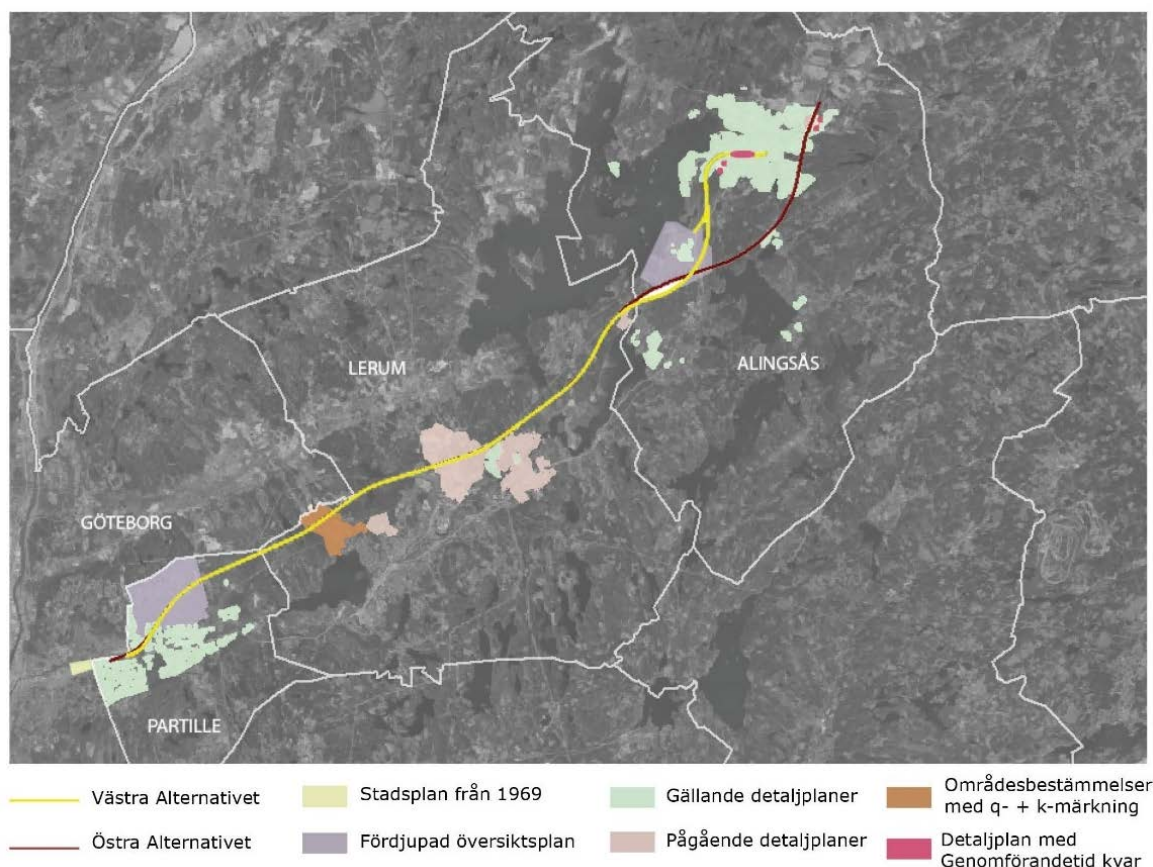 ALINGSÅS
LERUM
GÖTEBORG
PARTILLE
Västra Alternativet
Östra Alternativet
Stadsplan från 1969
Fördjupad översiktsplan
Gällande detaljplaner
Pågående detaljplaner
Områdesbestämmelser
med q- + k-märkning
Detaljplan med
Genomförandetid kvar